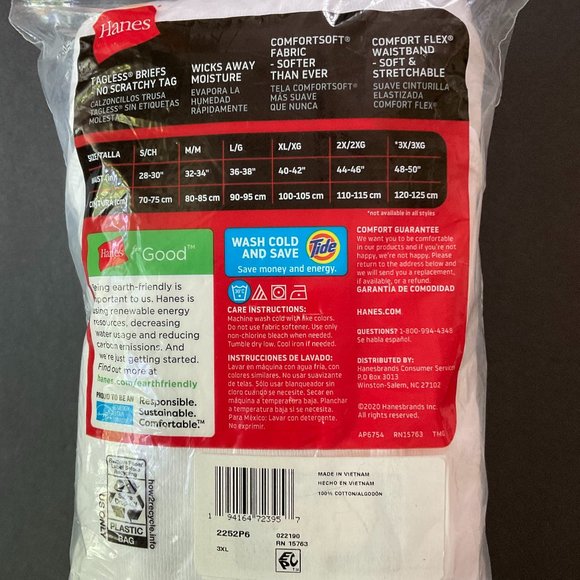 Hanes
TAGLESS® BRIEFS
- NO SCRATCHY TAG
CALZONCILLOS TRUSA
TAGLESS® SIN ETIQUETAS
MOLESTAS
WICKS AWAY
MOISTURE
EVAPORA LA
HUMEDAD
RÁPIDAMENTE
COMFORTSOFT®
FABRIC
- SOFTER
THAN EVER
TELA COMFORTSOFT®
MÁS SUAVE
QUE NUNCA
COMFORT FLEX®
WAISTBAND
- SOFT &
STRETCHABLE
SUAVE CINTURILLA
ELASTIZADA
COMFORT FLEX®
SIZE/TALLA S/CH M/M L/G XL/XG 2X/2XG *3X/3XG
WAIST (in) 28-30" 32-34" 36-38" 40-42" 44-46" 48-50"
CINTURA (cm) 70-75 cm 80-85 cm 90-95 cm 100-105 cm 110-115 cm 120-125 cm
*not available in all styles
Hanes for Good™
Being earth-friendly is
important to us. Hanes is
using renewable energy
resources, decreasing
water usage and reducing
carbon emissions. And
we're just getting started.
Find out more at
hanes.com/earthfriendly
PROUD TO BE AN
Responsible.
Sustainable.
Comfortable.™
WASH COLD
AND SAVE
Tide
Save money and energy.
CARE INSTRUCTIONS:
Machine wash cold with like colors.
Do not use fabric softener. Use only
non-chlorine bleach when needed.
Tumble dry low. Cool iron if needed.
INSTRUCCIONES DE LAVADO:
Lavar en máquina con agua fría, con
colores similares. No usar suavizante
de telas. Sólo usar blanqueador sin
cloro cuando se necesite. Secar en
máquina a temperatura baja. Planchar
a temperatura baja si se necesita.
Para México: Lavar con detergente.
No exprimir.
COMFORT GUARANTEE
We want you to be comfortable
in our products and if you're not
happy, we're not happy. Please
return to the address below and
we will send you a replacement,
if available, or a refund.
GARANTÍA DE COMODIDAD
HANES.COM
QUESTIONS? 1-800-994-4348
Se habla español.
DISTRIBUTED BY:
Hanesbrands Consumer Services
P.O Box 3013
Winston-Salem, NC 27102
©2020 Hanesbrands Inc.
All rights reserved.
AP6754 RN15763
how2recycle.info
PLASTIC
BAG
US ONLY
1 94164 72395 7
2252P6
3XL
022190
RN 15763
MADE IN VIETNAM
HECHO EN VIETNAM
100% COTTON/ALGODÓN